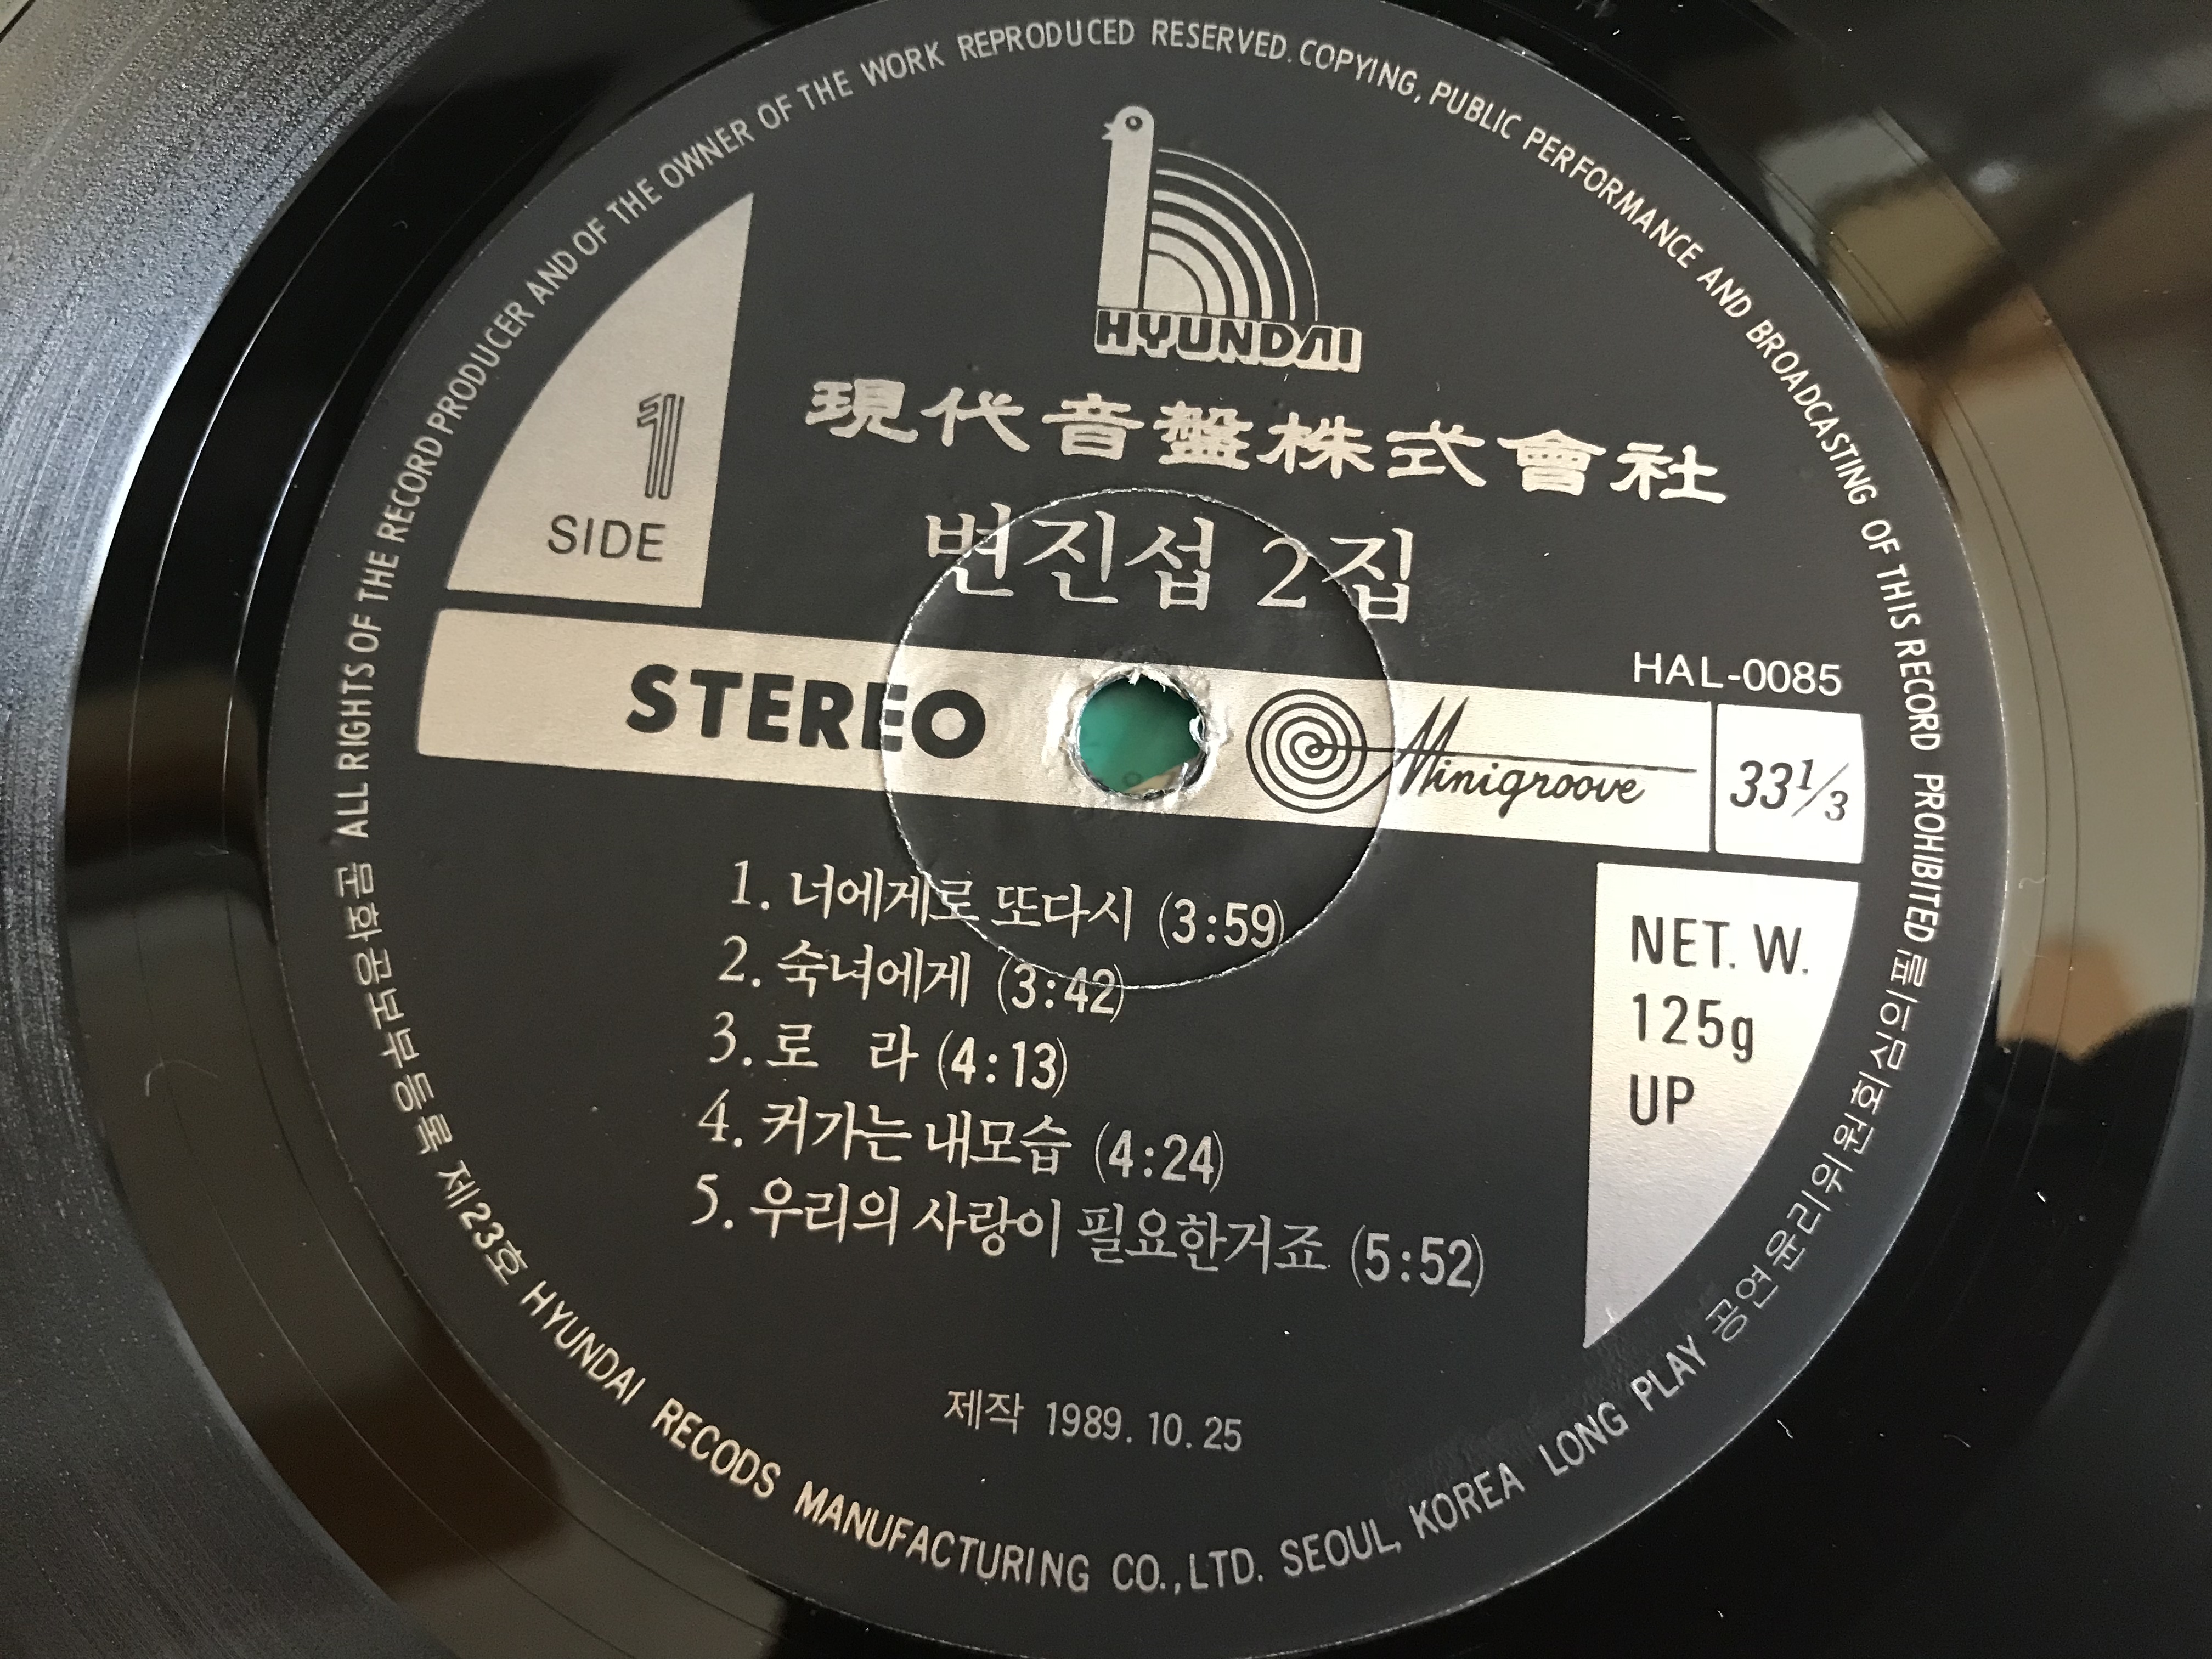 ALL RIGHTS OF THE RECORD PRODUCER AND OF THE OWNER OF THE WORK REPRODUCED RESERVED. COPYING, PUBLIC PERFORMANCE AND BROADCASTING OF THIS RECORD PROHIBITED
HYUNDAI
現代音盤株式會社
1
SIDE
변진섭 2집
HAL-0085
STEREO
Minigroove
33 1/3
NET. W.
125g
UP
1. 너에게로 또다시 (3:59)
2. 숙녀에게 (3:42)
3. 로 라 (4:13)
4. 커가는 내모습 (4:24)
5. 우리의 사랑이 필요한거죠 (5:52)
제작 1989. 10. 25
문화공보부등록 제23호 HYUNDAI RECODS MANUFACTURING CO., LTD. SEOUL, KOREA LONG PLAY 공연윤리위원회심의필